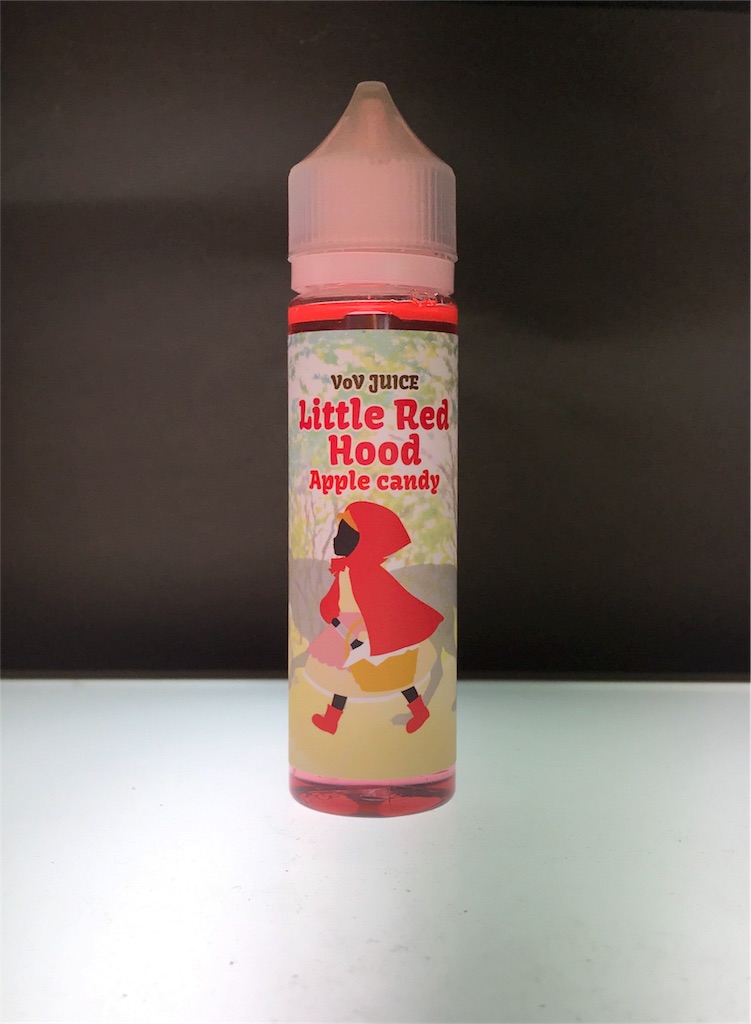 VoV JUICE
Little Red
Hood
Apple candy